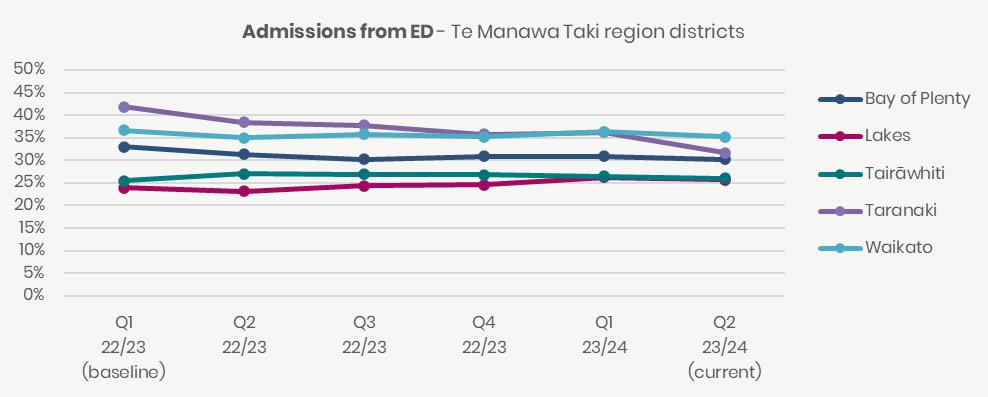 Admissions from ED - Te Manawa Taki region districts
50%
45%
40%
35%
30%
25%
20%
15%
10%
5%
0%
Q1 Q2 Q3 Q4 Q1 Q2
22/23 22/23 22/23 22/23 23/24 23/24
(baseline) (current)
Bay of Plenty
Lakes
Tairāwhiti
Taranaki
Waikato